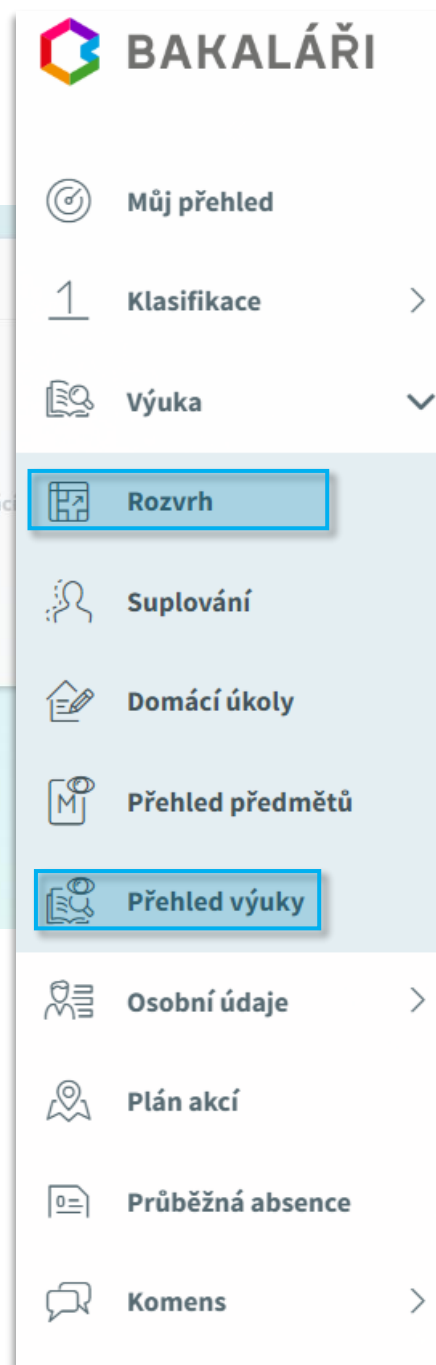 BAKALÁŘI
Můj přehled
1 Klasifikace
Výuka
Rozvrh
Suplování
Domácí úkoly
M Přehled předmětů
Přehled výuky
Osobní údaje
Plán akcí
Průběžná absence
Komens